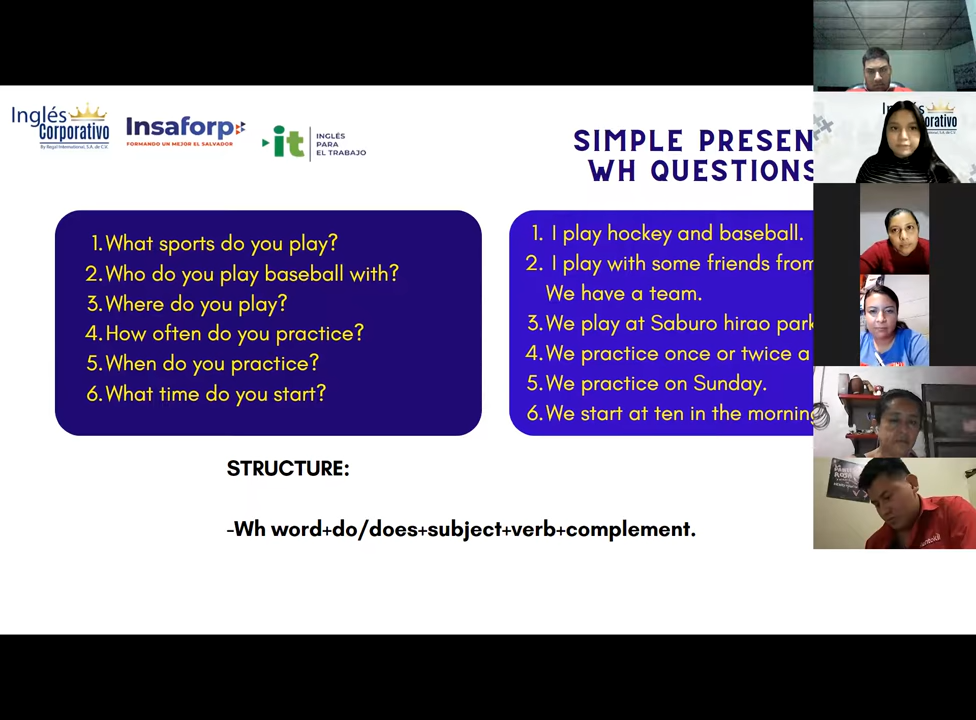 Inglés
Corporativo
By Regal International, S.A. de C.V.
Insaforp
FORMANDO UN MEJOR EL SALVADOR
it
INGLÉS
PARA
EL TRABAJO
SIMPLE PRESEN
WH QUESTIONS
1.What sports do you play?
2.Who do you play baseball with?
3.Where do you play?
4.How often do you practice?
5.When do you practice?
6.What time do you start?
1. I play hockey and baseball.
2. I play with some friends from
We have a team.
3.We play at Saburo hirao park
4.We practice once or twice a
5.We practice on Sunday.
6.We start at ten in the morning
STRUCTURE:
-Wh word+do/does+subject+verb+complement.